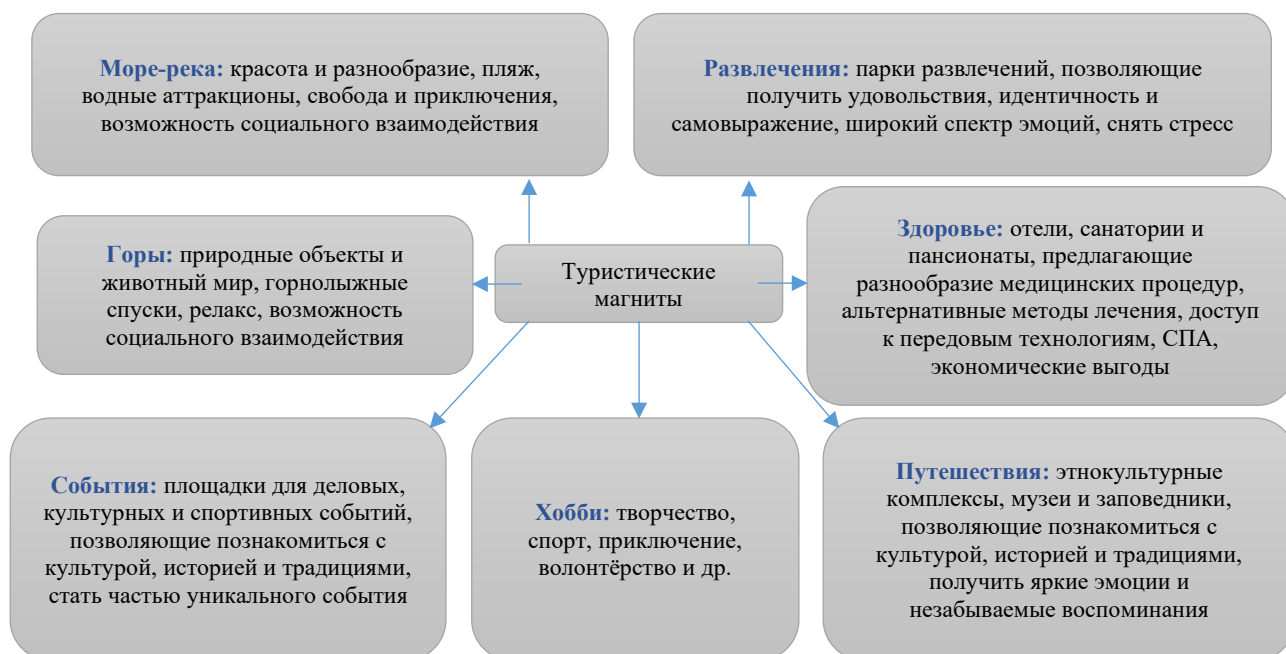 Море-река: красота и разнообразие, пляж,
водные аттракционы, свобода и приключения,
возможность социального взаимодействия
Развлечения: парки развлечений, позволяющие
получить удовольствия, идентичность и
самовыражение, широкий спектр эмоций, снять стресс
Горы: природные объекты и
животный мир, горнолыжные
спуски, релакс, возможность
социального взаимодействия
Туристические
магниты
Здоровье: отели, санатории и
пансионаты, предлагающие
разнообразие медицинских процедур,
альтернативные методы лечения, доступ
к передовым технологиям, СПА,
экономические выгоды
События: площадки для деловых,
культурных и спортивных событий,
позволяющие познакомиться с
культурой, историей и традициями,
стать частью уникального события
Хобби: творчество,
спорт, приключение,
волонтёрство и др.
Путешествия: этнокультурные
комплексы, музеи и заповедники,
позволяющие познакомиться с
культурой, историей и традициями,
получить яркие эмоции и
незабываемые воспоминания